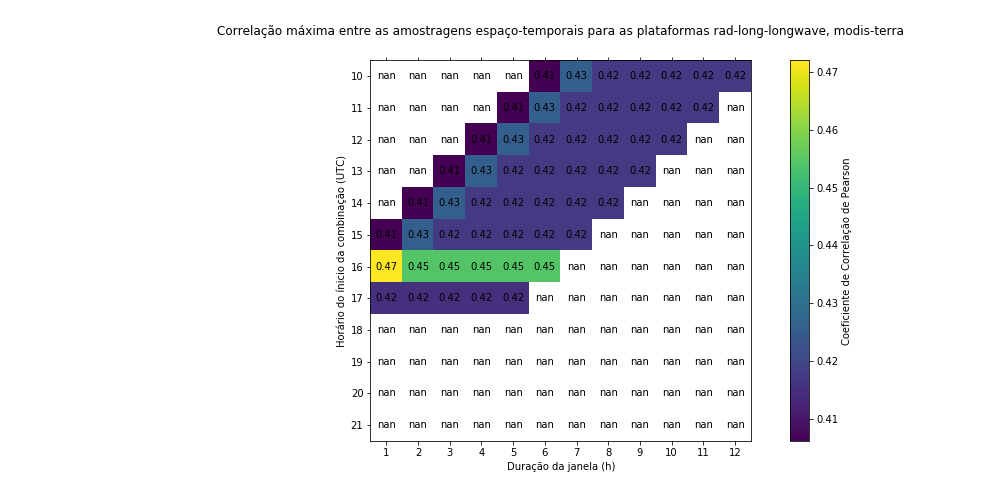 Correlação máxima entre as amostragens espaço-temporais para as plataformas rad-long-longwave, modis-terra
Horário do ínicio da combinação (UTC)
10 nan nan nan nan nan 0.41 0.43 0.42 0.42 0.42 0.42 0.42
11 nan nan nan nan 0.41 0.43 0.42 0.42 0.42 0.42 0.42 nan
12 nan nan nan 0.41 0.43 0.42 0.42 0.42 0.42 0.42 nan nan
13 nan nan 0.41 0.43 0.42 0.42 0.42 0.42 0.42 nan nan nan
14 nan 0.41 0.43 0.42 0.42 0.42 0.42 0.42 nan nan nan nan
15 0.41 0.43 0.42 0.42 0.42 0.42 0.42 nan nan nan nan nan
16 0.47 0.45 0.45 0.45 0.45 0.45 nan nan nan nan nan nan
17 0.42 0.42 0.42 0.42 0.42 nan nan nan nan nan nan nan
18 nan nan nan nan nan nan nan nan nan nan nan nan
19 nan nan nan nan nan nan nan nan nan nan nan nan
20 nan nan nan nan nan nan nan nan nan nan nan nan
21 nan nan nan nan nan nan nan nan nan nan nan nan
1 2 3 4 5 6 7 8 9 10 11 12
Duração da janela (h)
0.47
0.46
0.45
0.44
0.43
0.42
0.41
Coeficiente de Correlação de Pearson